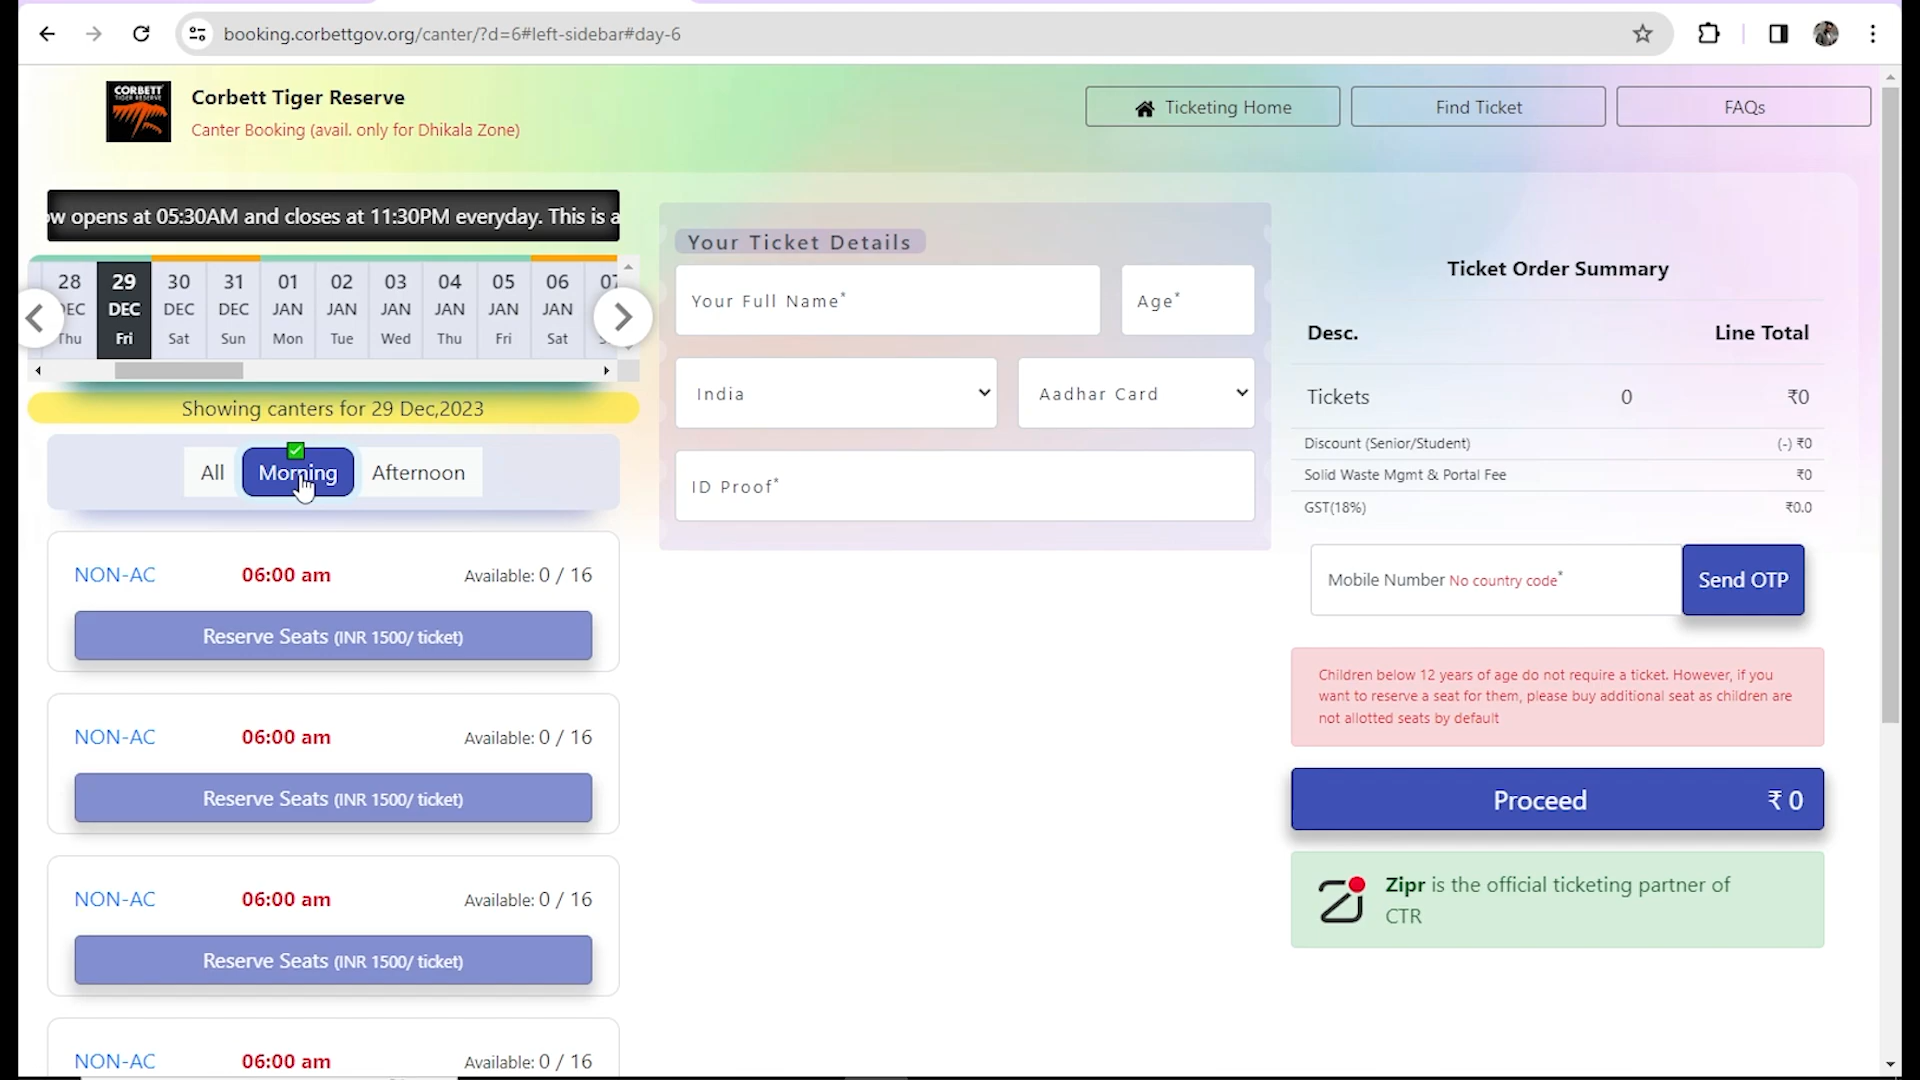 booking.corbettgov.org/canter/?d=6#left-sidebar#day-6
CORBETT
Corbett Tiger Reserve
Canter Booking (avail. only for Dhikala Zone)
Ticketing Home
Find Ticket
FAQs
opens at 05:30AM and closes at 11:30PM everyday. This is a
28 29 30 31 01 02 03 04 05 06
DEC DEC DEC JAN JAN JAN JAN JAN JAN
Thu Fri Sat Sun Mon Tue Wed Thu Fri Sat
Showing canters for 29 Dec,2023
All
Morning
Afternoon
NON-AC 06:00 am Available: 0 / 16
Reserve Seats (INR 1500/ ticket)
NON-AC 06:00 am Available: 0 / 16
Reserve Seats (INR 1500/ ticket)
NON-AC 06:00 am Available: 0 / 16
Reserve Seats (INR 1500/ ticket)
NON-AC 06:00 am Available: 0 / 16
Your Ticket Details
Your Full Name*
Age*
India
Aadhar Card
ID Proof*
Ticket Order Summary
Desc. Line Total
Tickets 0 ₹0
Discount (Senior/Student) (-) ₹0
Solid Waste Mgmt & Portal Fee ₹0
GST(18%) ₹0.0
Mobile Number No country code*
Send OTP
Children below 12 years of age do not require a ticket. However, if you
want to reserve a seat for them, please buy additional seat as children are
not allotted seats by default
Proceed ₹ 0
Zipr is the official ticketing partner of
CTR